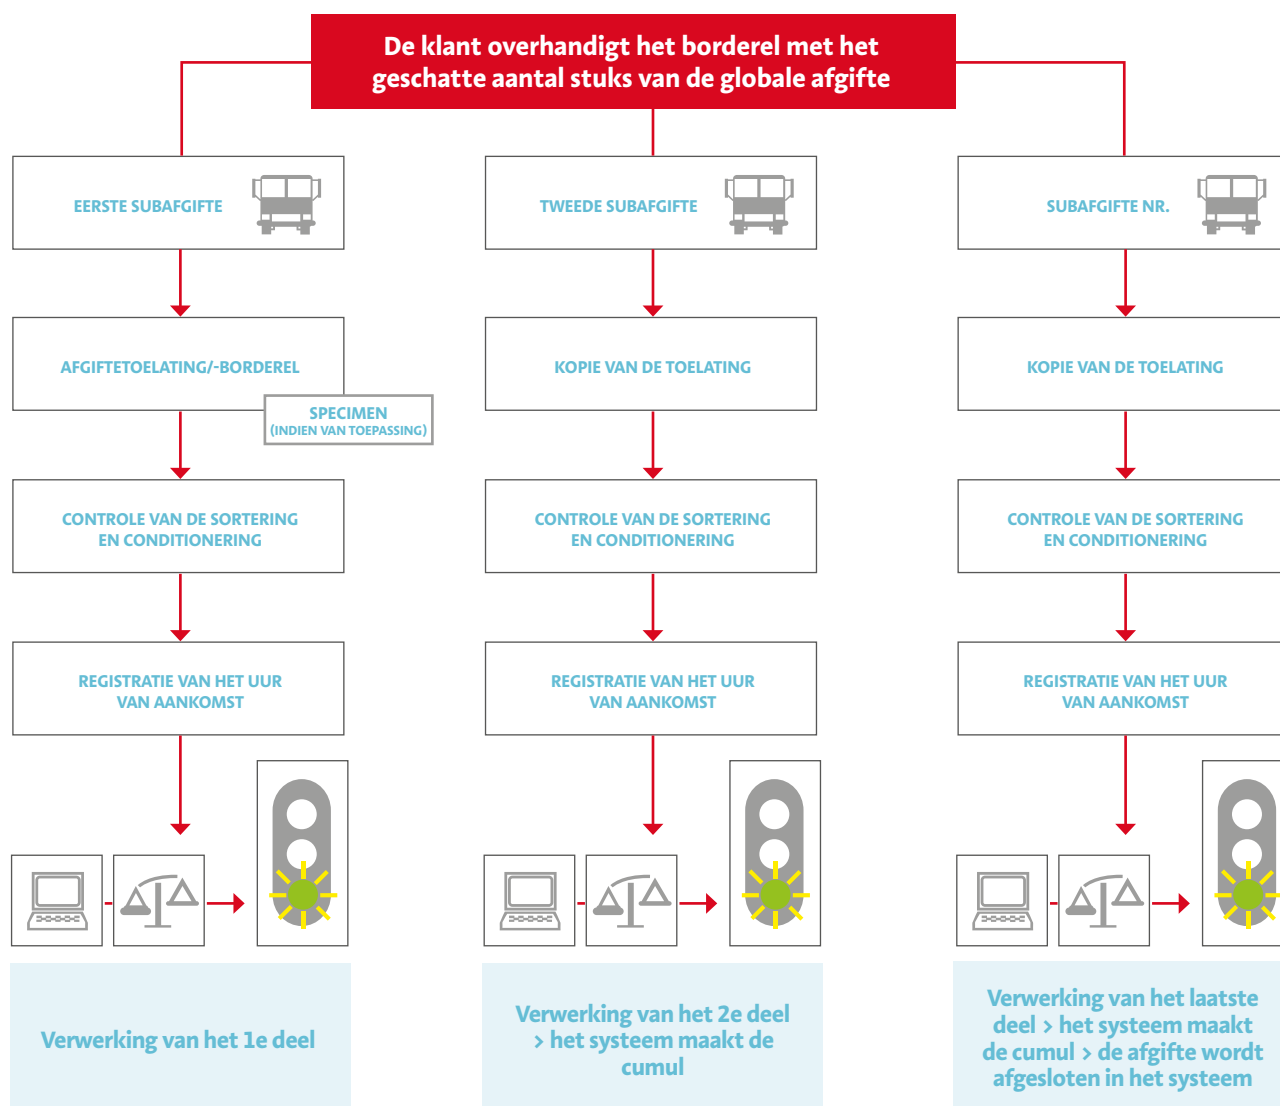 De klant overhandigt het borderel met het
geschatte aantal stuks van de globale afgifte
EERSTE SUBAFGIFTE
AFGIFTETOELATING/-BORDEREL
SPECIMEN
(INDIEN VAN TOEPASSING)
CONTROLE VAN DE SORTERING
EN CONDITIONERING
REGISTRATIE VAN HET UUR
VAN AANKOMST
Verwerking van het 1e deel
TWEEDE SUBAFGIFTE
KOPIE VAN DE TOELATING
CONTROLE VAN DE SORTERING
EN CONDITIONERING
REGISTRATIE VAN HET UUR
VAN AANKOMST
Verwerking van het 2e deel
> het systeem maakt de
cumul
SUBAFGIFTE NR.
KOPIE VAN DE TOELATING
CONTROLE VAN DE SORTERING
EN CONDITIONERING
REGISTRATIE VAN HET UUR
VAN AANKOMST
Verwerking van het laatste
deel > het systeem maakt
de cumul > de afgifte wordt
afgesloten in het systeem